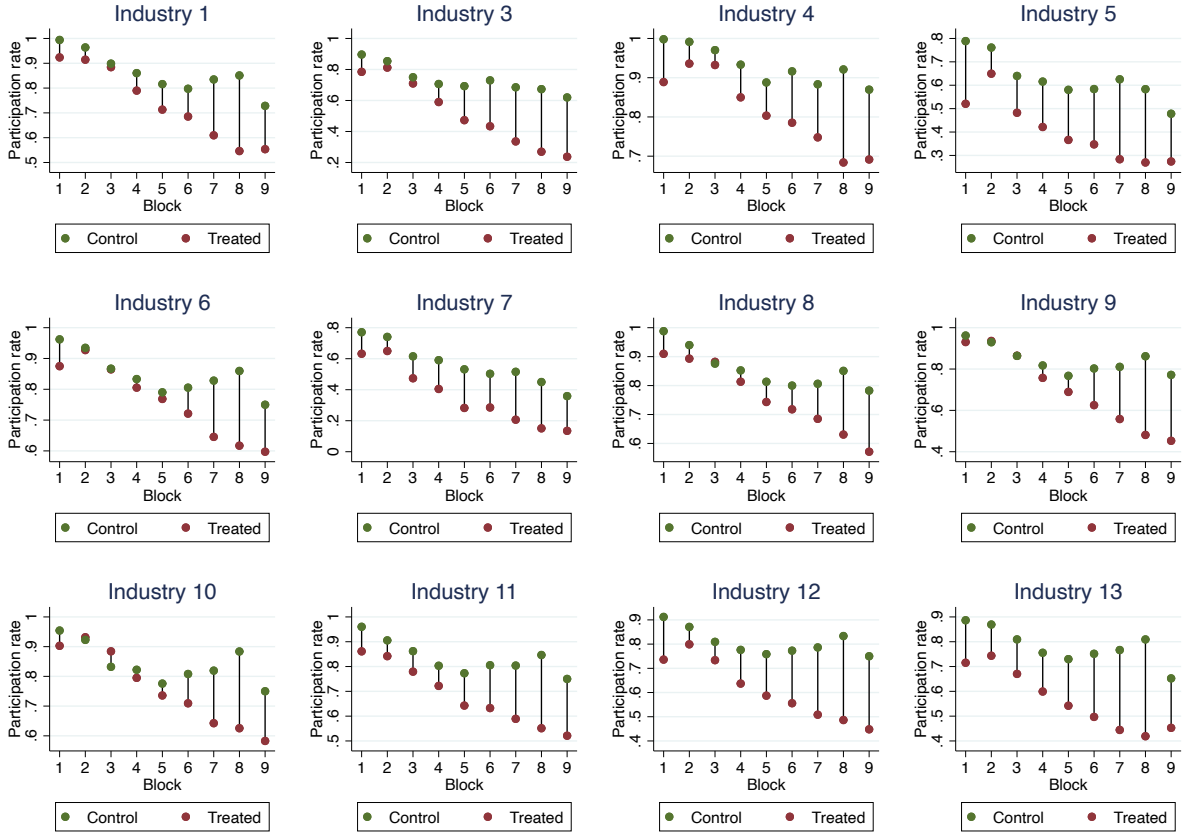 Industry 1
Participation rate
.5 .6 .7 .8 .9 1
1 2 3 4 5 6 7 8 9
Block
Control Treated
Industry 3
Participation rate
.2 .4 .6 .8 1
1 2 3 4 5 6 7 8 9
Block
Control Treated
Industry 4
Participation rate
.7 .8 .9 1
1 2 3 4 5 6 7 8 9
Block
Control Treated
Industry 5
Participation rate
.3 .4 .5 .6 .7 .8
1 2 3 4 5 6 7 8 9
Block
Control Treated
Industry 6
Participation rate
.6 .7 .8 .9 1
1 2 3 4 5 6 7 8 9
Block
Control Treated
Industry 7
Participation rate
0 .2 .4 .6 .8
1 2 3 4 5 6 7 8 9
Block
Control Treated
Industry 8
Participation rate
.6 .7 .8 .9 1
1 2 3 4 5 6 7 8 9
Block
Control Treated
Industry 9
Participation rate
.4 .6 .8 1
1 2 3 4 5 6 7 8 9
Block
Control Treated
Industry 10
Participation rate
.6 .7 .8 .9 1
1 2 3 4 5 6 7 8 9
Block
Control Treated
Industry 11
Participation rate
.5 .6 .7 .8 .9 1
1 2 3 4 5 6 7 8 9
Block
Control Treated
Industry 12
Participation rate
.4 .5 .6 .7 .8 .9
1 2 3 4 5 6 7 8 9
Block
Control Treated
Industry 13
Participation rate
.4 .5 .6 .7 .8 .9
1 2 3 4 5 6 7 8 9
Block
Control Treated